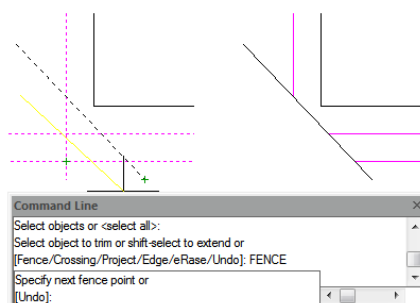 Command Line
Select objects or <select all>:
Select object to trim or shift-select to extend or
[Fence/Crossing/Project/Edge/eRase/Undo]: FENCE
Specify next fence point or
[Undo]: